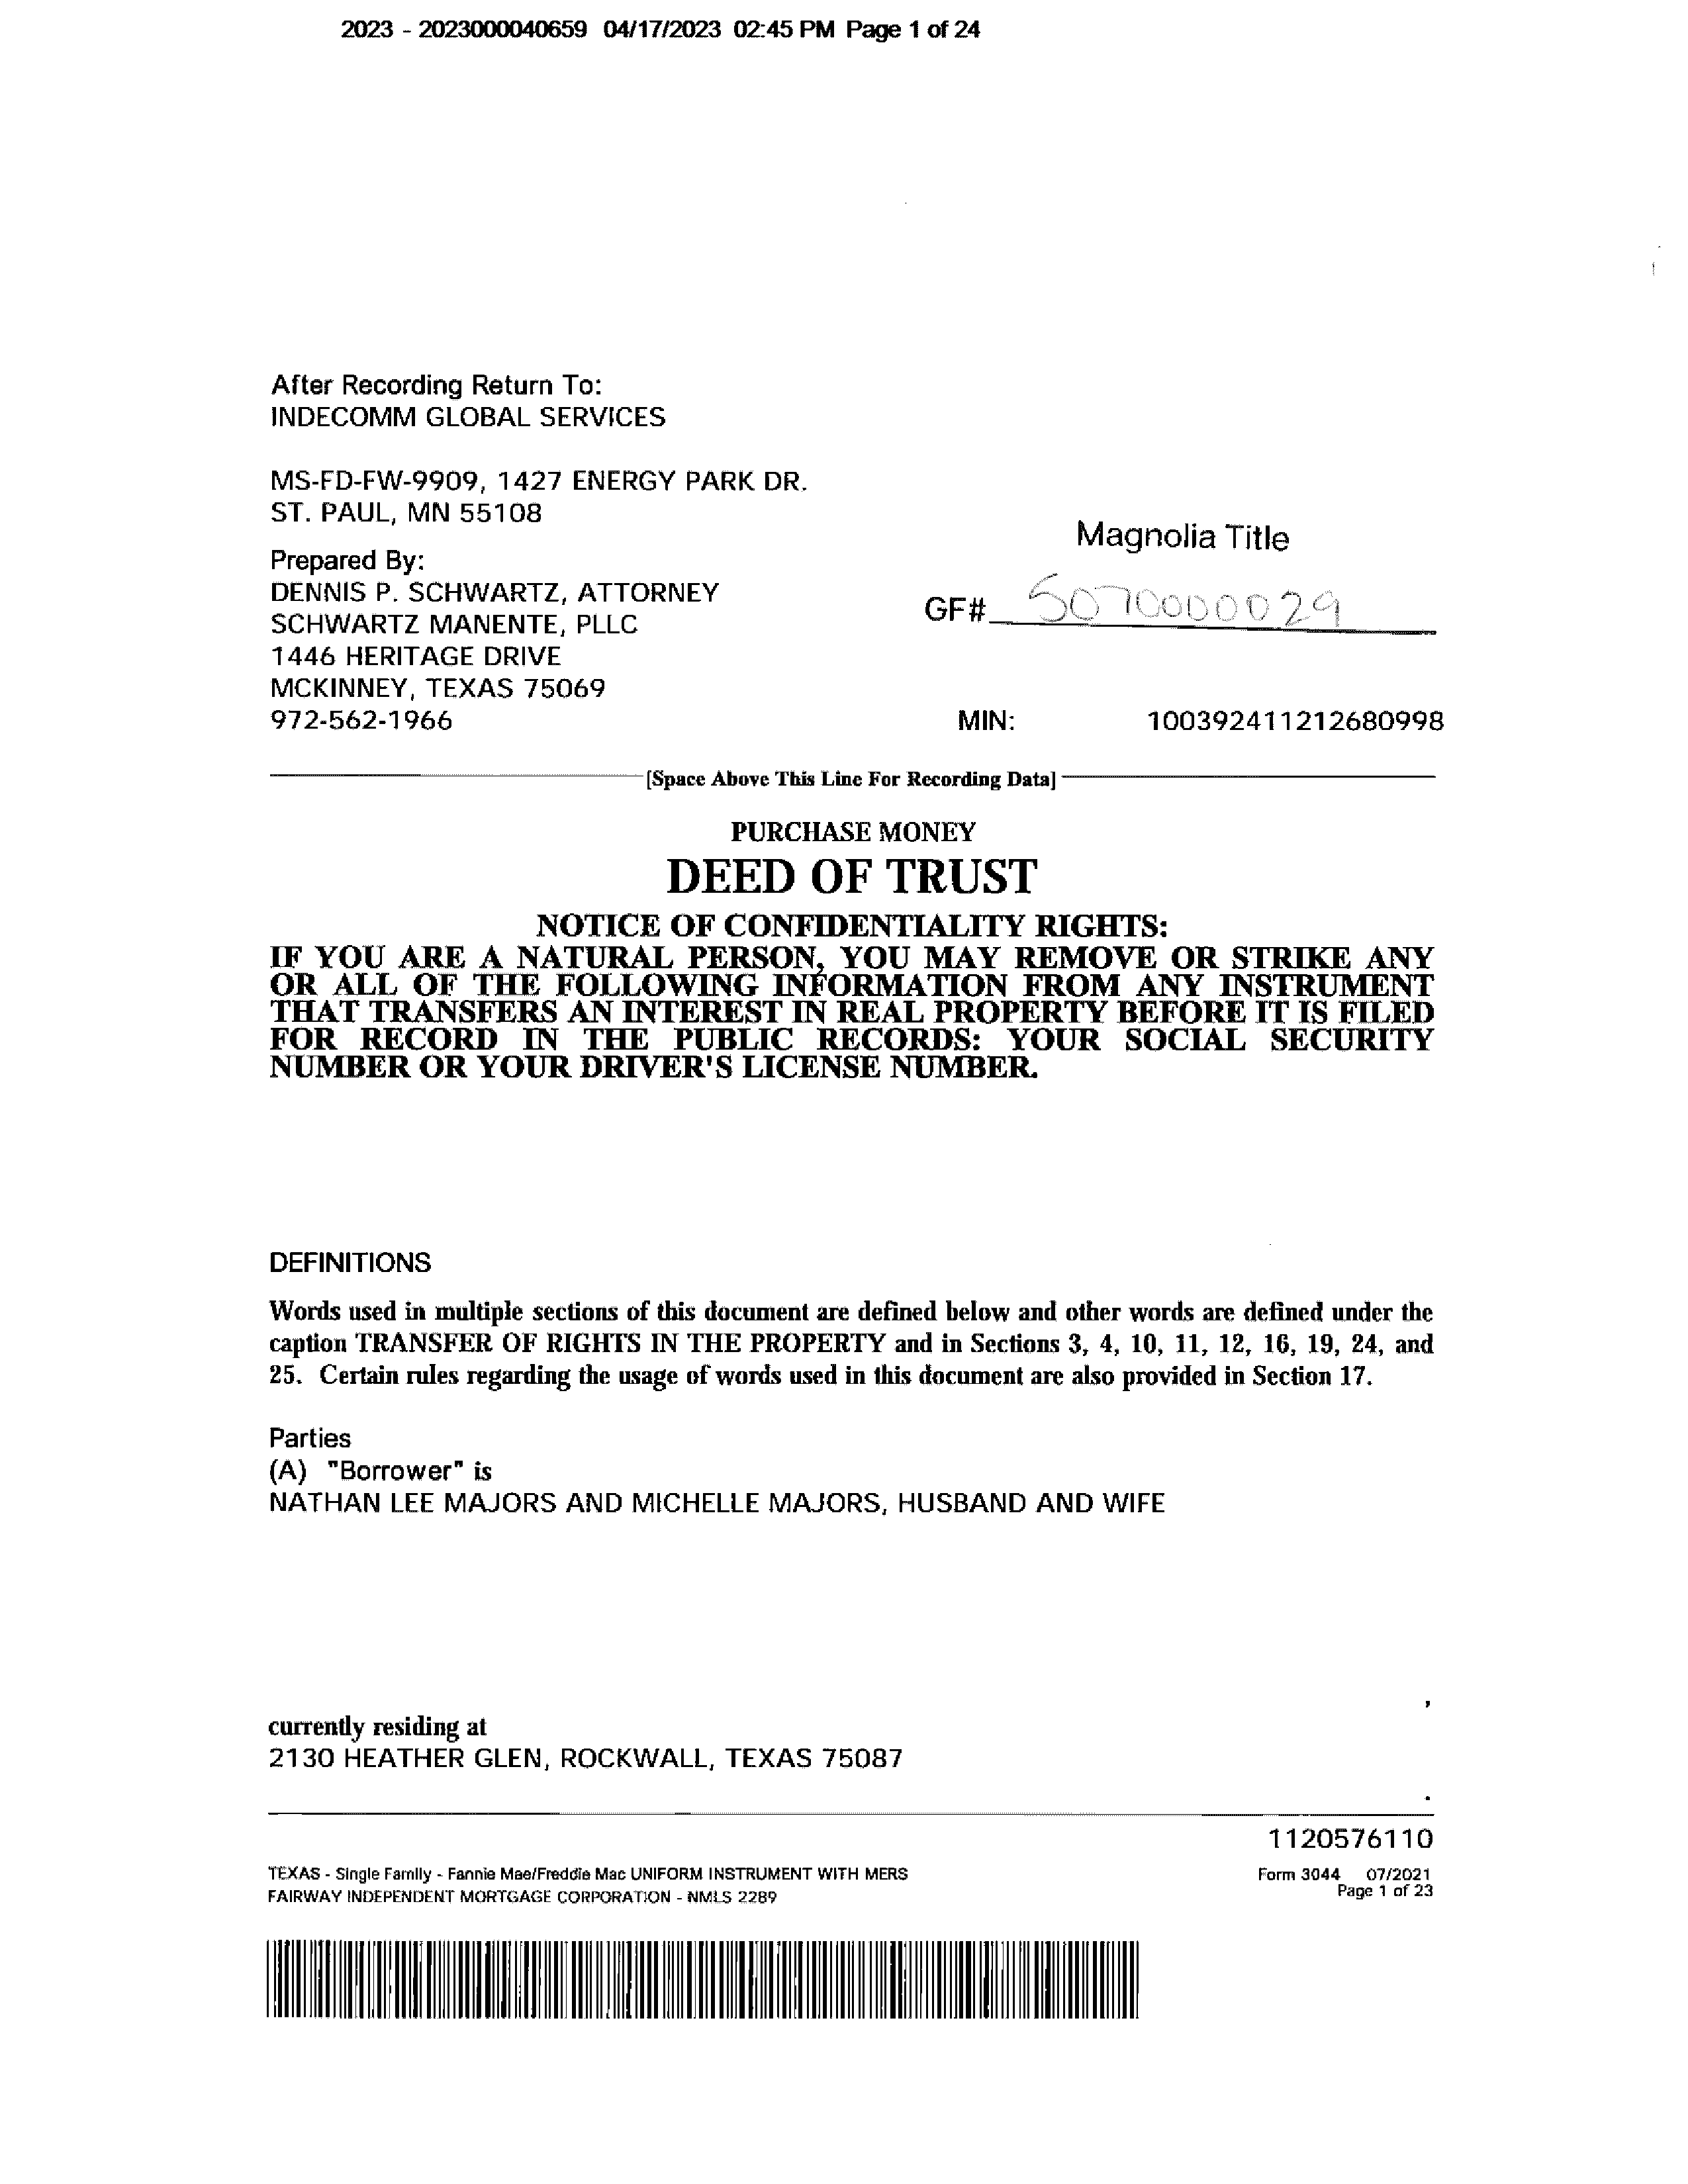 2023 - 2023000040659 04/17/2023 02:45 PM Page 1 of 24
After Recording Return To:
INDECOMM GLOBAL SERVICES
MS-FD-FW-9909, 1427 ENERGY PARK DR.
ST. PAUL, MN 55108
Magnolia Title
Prepared By:
DENNIS P. SCHWARTZ, ATTORNEY
GF# 5070000029
SCHWARTZ MANENTE, PLLC
1446 HERITAGE DRIVE
MCKINNEY, TEXAS 75069
972-562-1966 MIN: 100392411212680998
[Space Above This Line For Recording Data]
PURCHASE MONEY
DEED OF TRUST
NOTICE OF CONFIDENTIALITY RIGHTS:
IF YOU ARE A NATURAL PERSON, YOU MAY REMOVE OR STRIKE ANY
OR ALL OF THE FOLLOWING INFORMATION FROM ANY INSTRUMENT
THAT TRANSFERS AN INTEREST IN REAL PROPERTY BEFORE IT IS FILED
FOR RECORD IN THE PUBLIC RECORDS: YOUR SOCIAL SECURITY
NUMBER OR YOUR DRIVER'S LICENSE NUMBER.
DEFINITIONS
Words used in multiple sections of this document are defined below and other words are defined under the
caption TRANSFER OF RIGHTS IN THE PROPERTY and in Sections 3, 4, 10, 11, 12, 16, 19, 24, and
25. Certain rules regarding the usage of words used in this document are also provided in Section 17.
Parties
(A) "Borrower" is
NATHAN LEE MAJORS AND MICHELLE MAJORS, HUSBAND AND WIFE
,
currently residing at
2130 HEATHER GLEN, ROCKWALL, TEXAS 75087
.
1120576110
TEXAS - Single Family - Fannie Mae/Freddie Mac UNIFORM INSTRUMENT WITH MERS Form 3044 07/2021
FAIRWAY INDEPENDENT MORTGAGE CORPORATION - NMLS 2289 Page 1 of 23